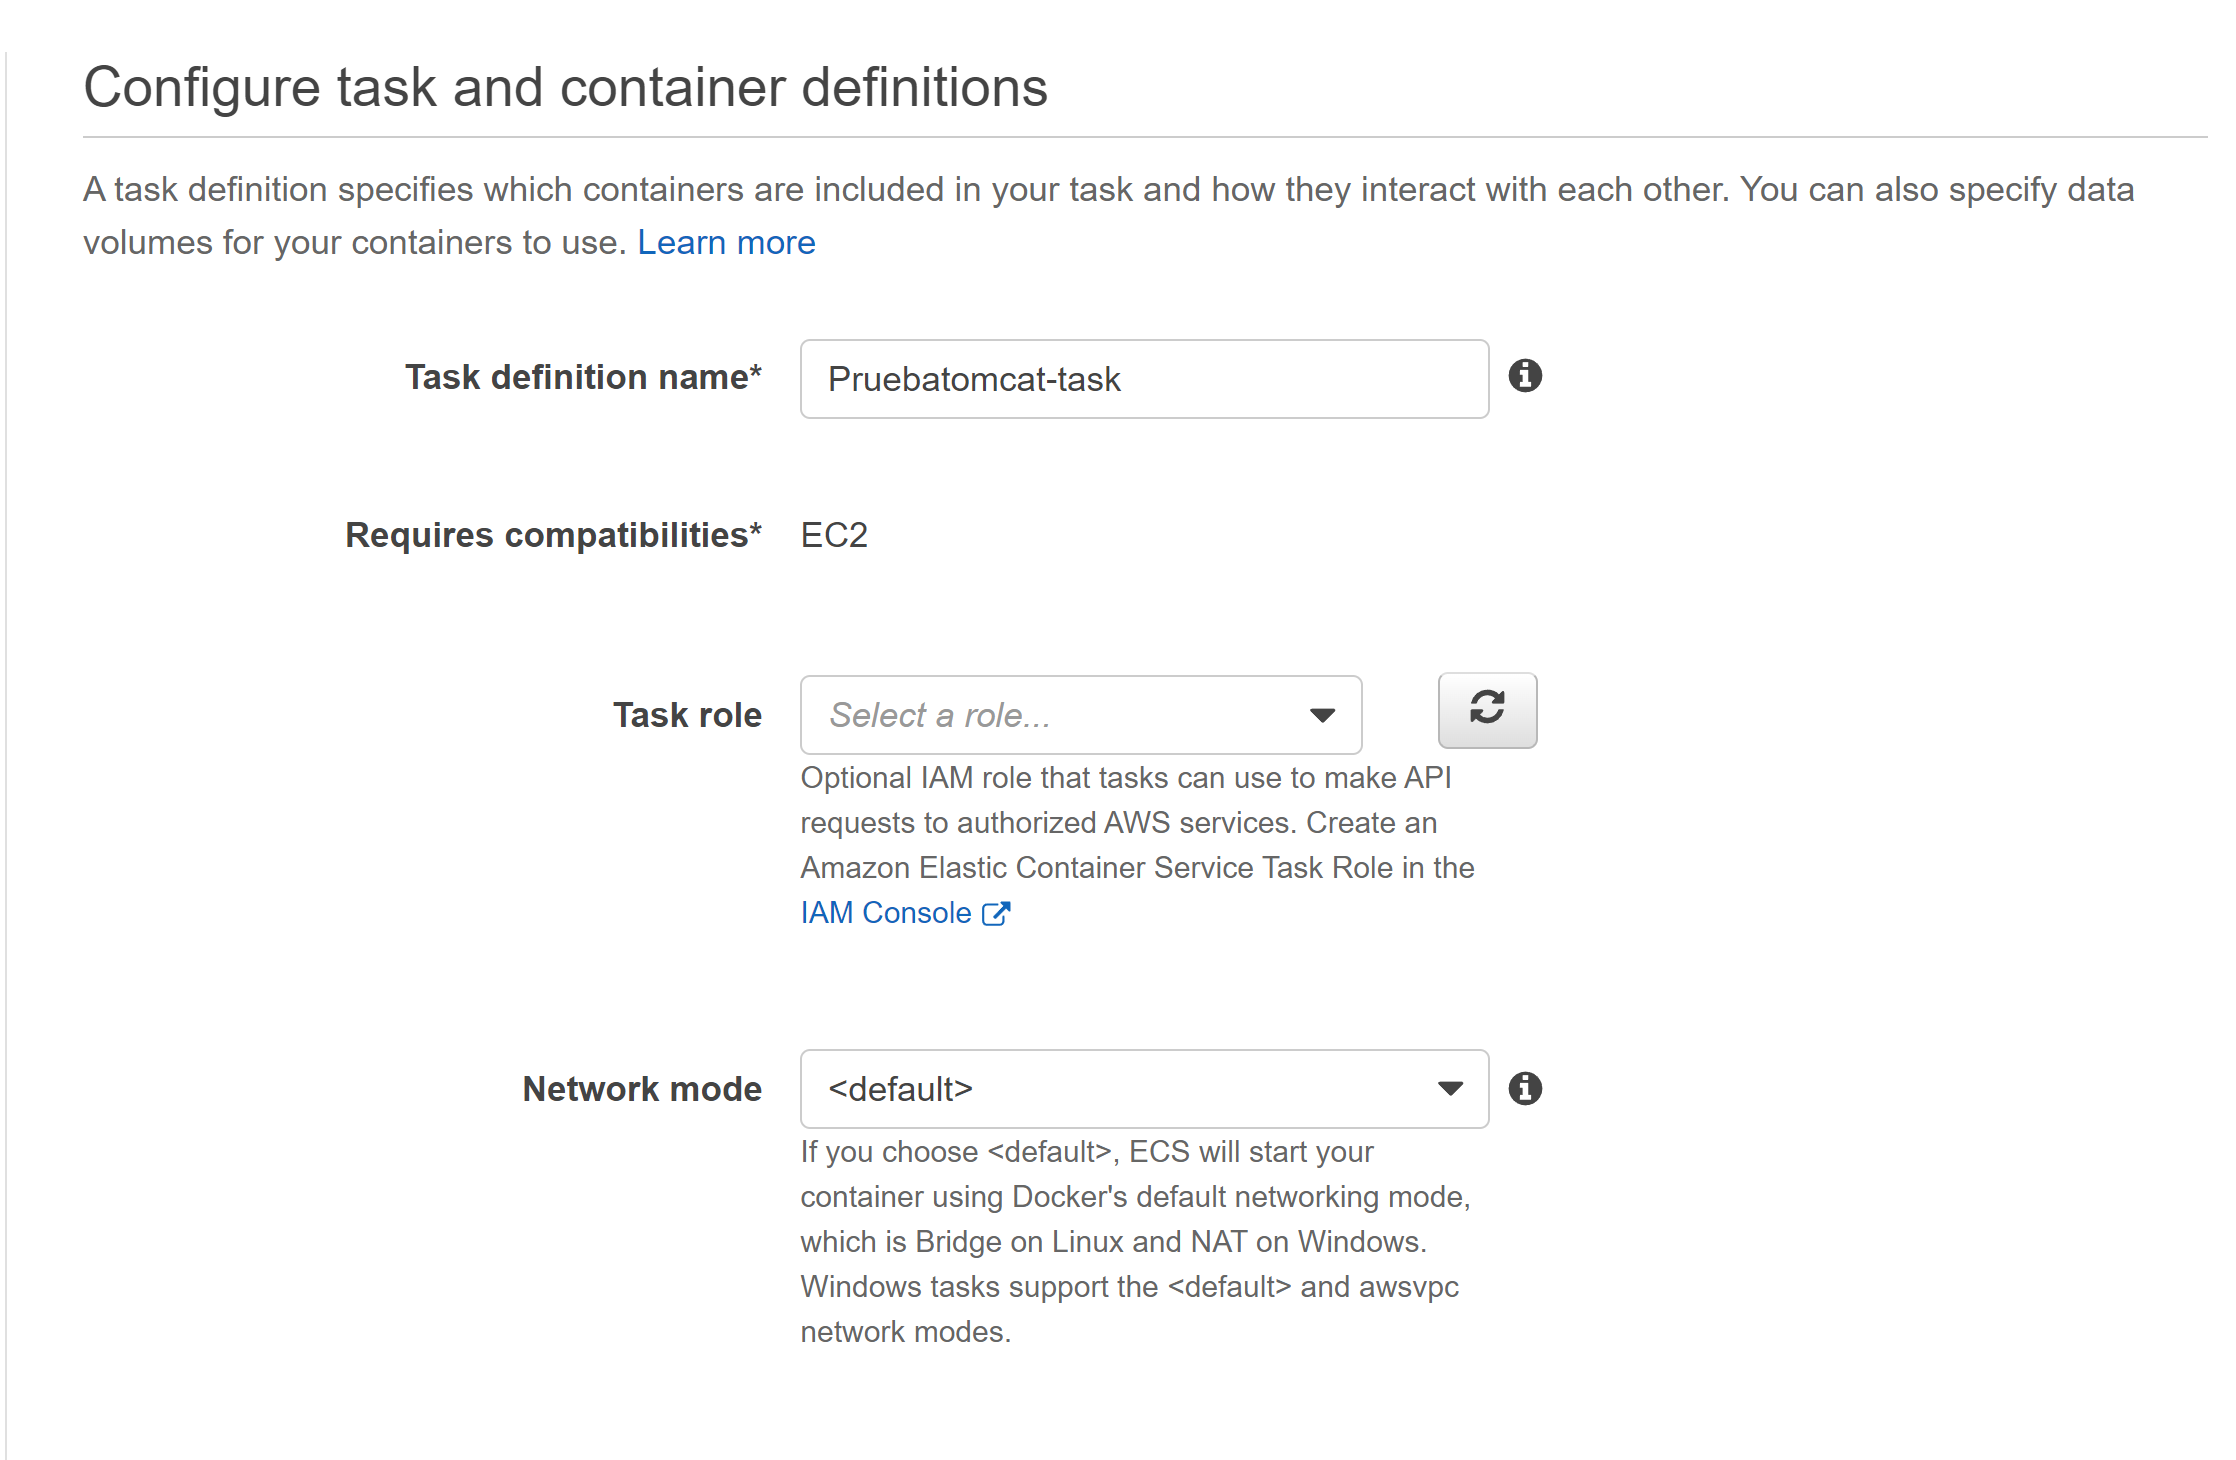 Configure task and container definitions
A task definition specifies which containers are included in your task and how they interact with each other. You can also specify data
volumes for your containers to use. Learn more
Task definition name* Pruebatomcat-task
Requires compatibilities* EC2
Task role Select a role...
Optional IAM role that tasks can use to make API
requests to authorized AWS services. Create an
Amazon Elastic Container Service Task Role in the
IAM Console
Network mode <default>
If you choose <default>, ECS will start your
container using Docker's default networking mode,
which is Bridge on Linux and NAT on Windows.
Windows tasks support the <default> and awsvpc
network modes.